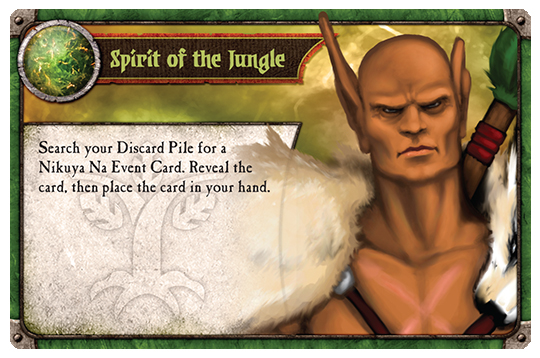 Spirit of the Jungle
Search your Discard Pile for a
Nikuya Na Event Card. Reveal the
card, then place the card in your hand.